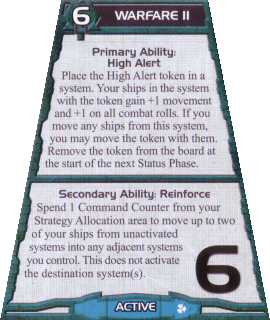 6 WARFARE II
Primary Ability:
High Alert
Place the High Alert token in a
system. Your ships in the system
with the token gain +1 movement
and +1 on all combat rolls. If you
move any ships from this system,
you may move the token with them.
Remove the token from the board at
the start of the next Status Phase.
Secondary Ability: Reinforce
Spend 1 Command Counter from your
Strategy Allocation area to move up to two
of your ships from unactivated
systems into any adjacent systems
you control. This does not activate
the destination system(s).
6
ACTIVE